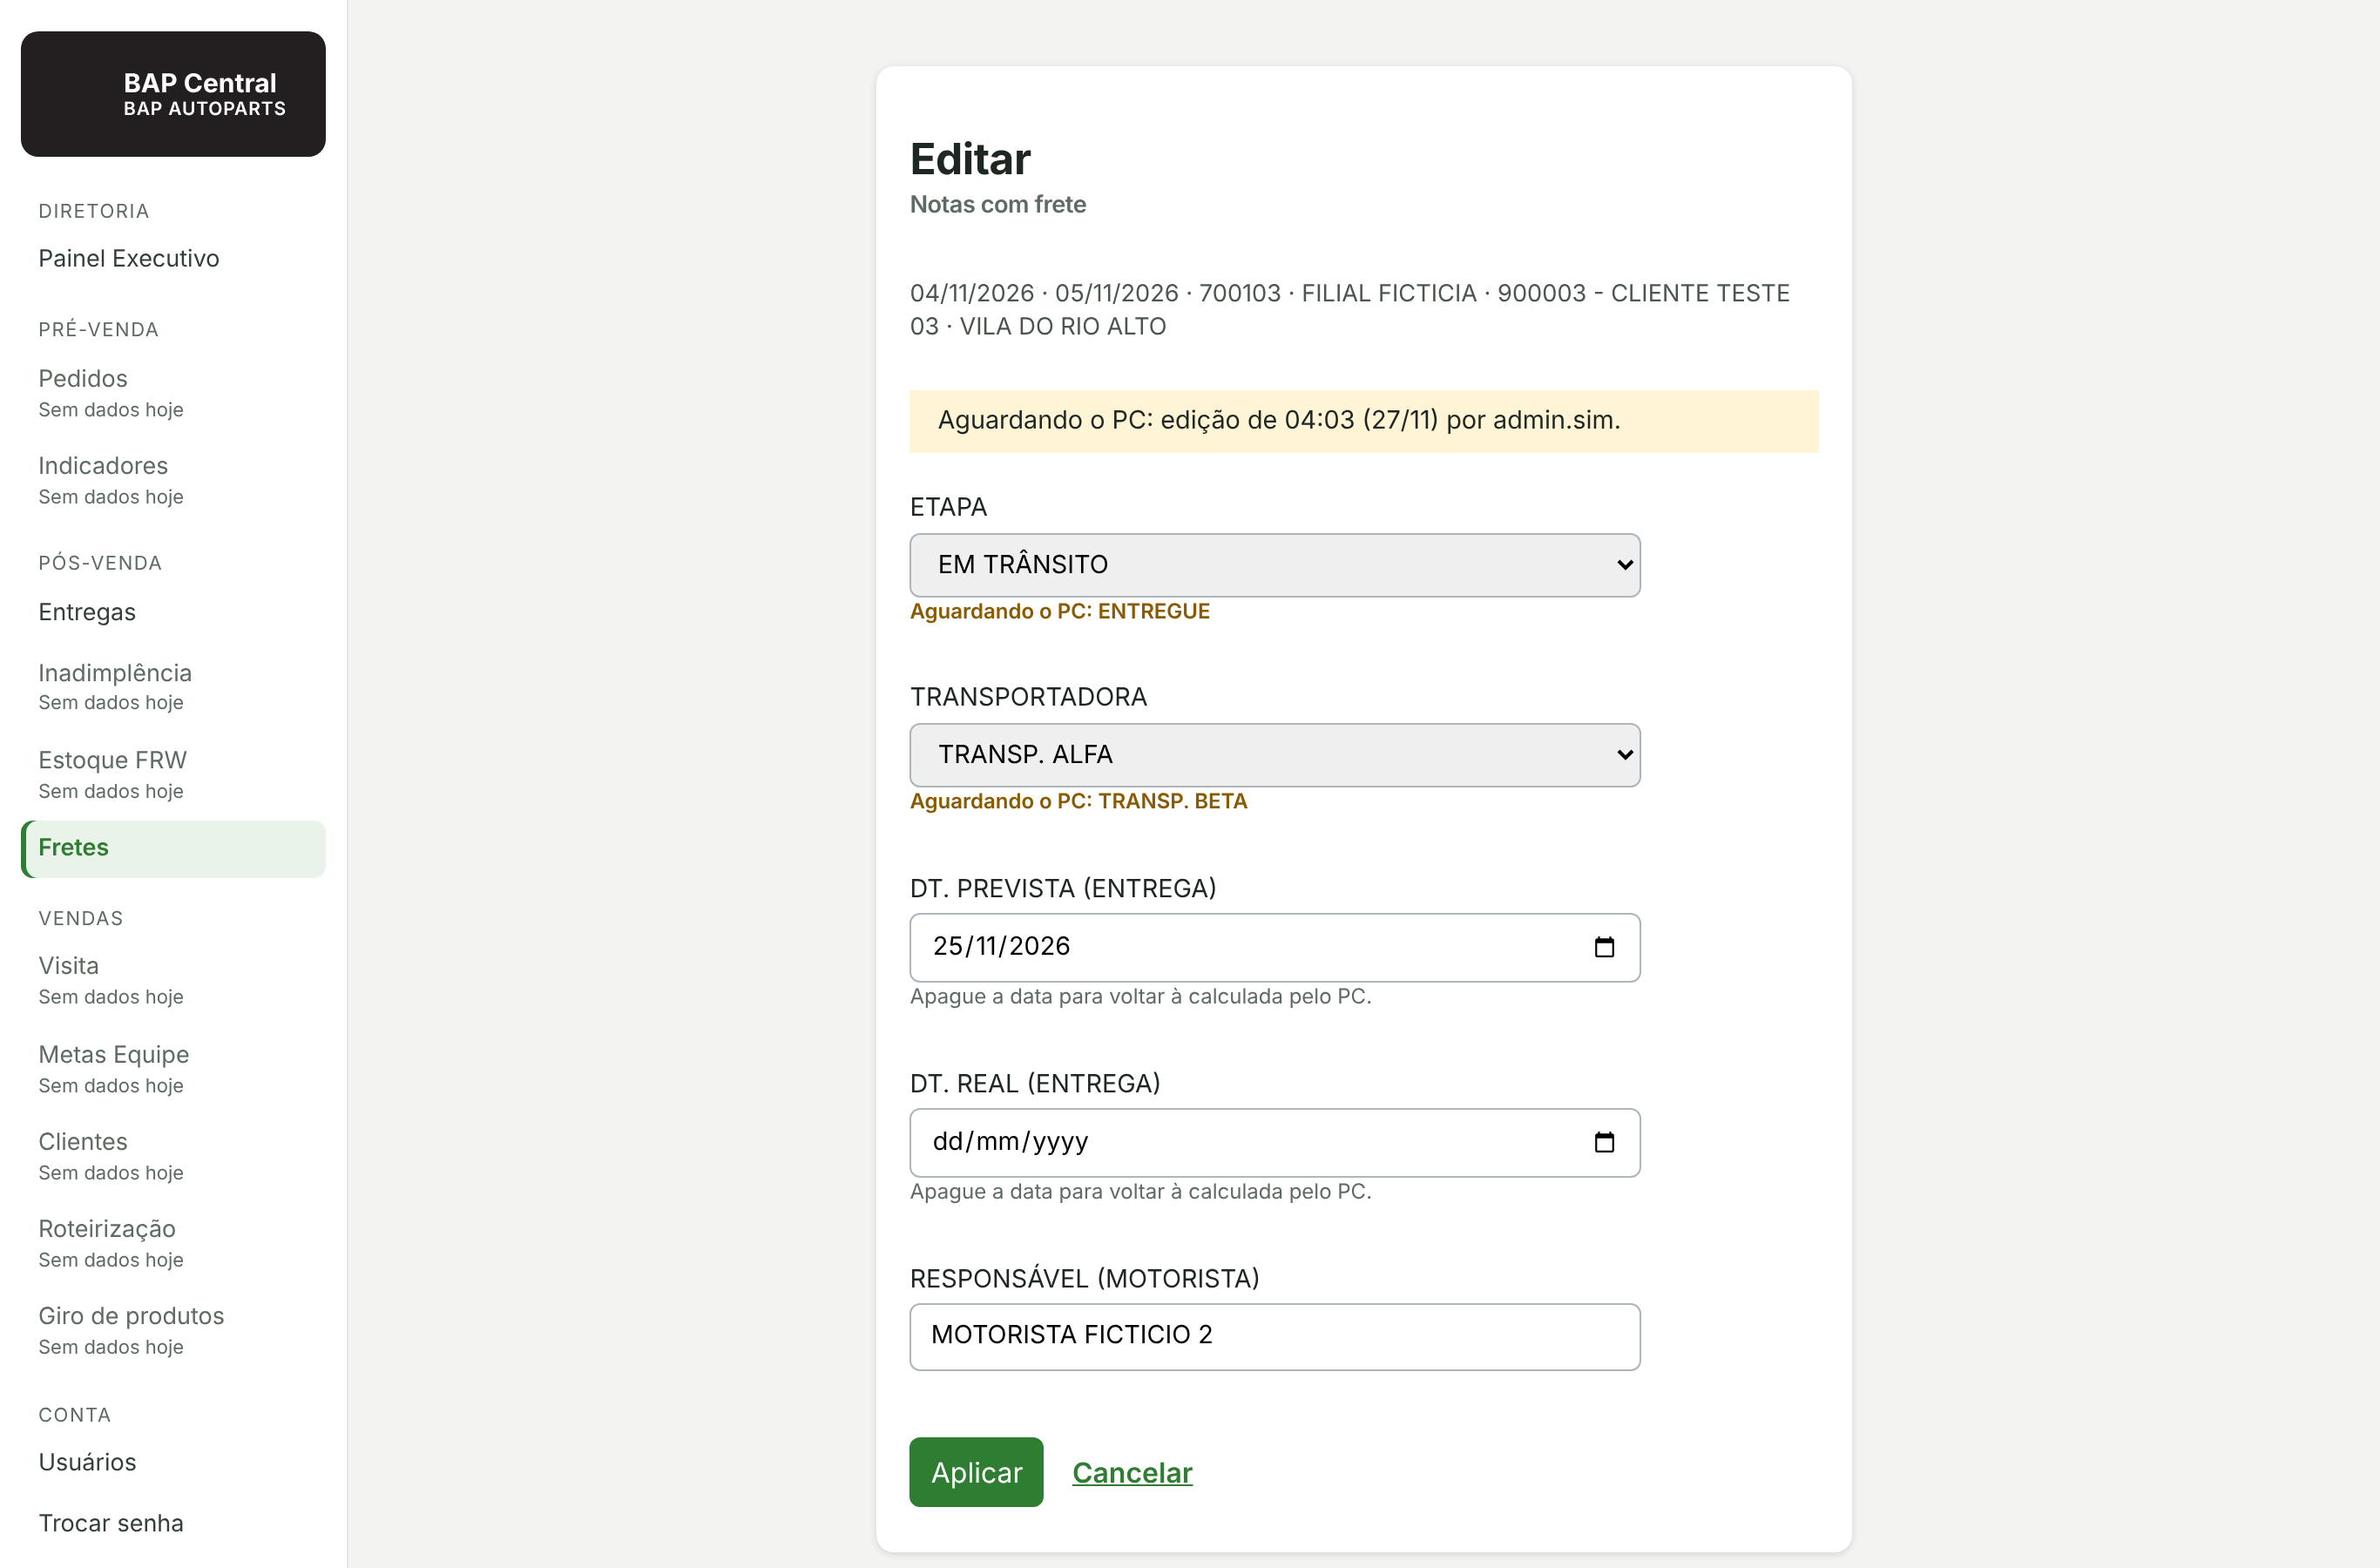 BAP Central
BAP AUTOPARTS
DIRETORIA
Painel Executivo
PRÉ-VENDA
Pedidos
Sem dados hoje
Indicadores
Sem dados hoje
PÓS-VENDA
Entregas
Inadimplência
Sem dados hoje
Estoque FRW
Sem dados hoje
Fretes
VENDAS
Visita
Sem dados hoje
Metas Equipe
Sem dados hoje
Clientes
Sem dados hoje
Roteirização
Sem dados hoje
Giro de produtos
Sem dados hoje
CONTA
Usuários
Trocar senha
Editar
Notas com frete
04/11/2026 · 05/11/2026 · 700103 · FILIAL FICTICIA · 900003 - CLIENTE TESTE
03 · VILA DO RIO ALTO
Aguardando o PC: edição de 04:03 (27/11) por admin.sim.
ETAPA
EM TRÂNSITO
Aguardando o PC: ENTREGUE
TRANSPORTADORA
TRANSP. ALFA
Aguardando o PC: TRANSP. BETA
DT. PREVISTA (ENTREGA)
25/11/2026
Apague a data para voltar à calculada pelo PC.
DT. REAL (ENTREGA)
dd/mm/yyyy
Apague a data para voltar à calculada pelo PC.
RESPONSÁVEL (MOTORISTA)
MOTORISTA FICTICIO 2
Aplicar
Cancelar